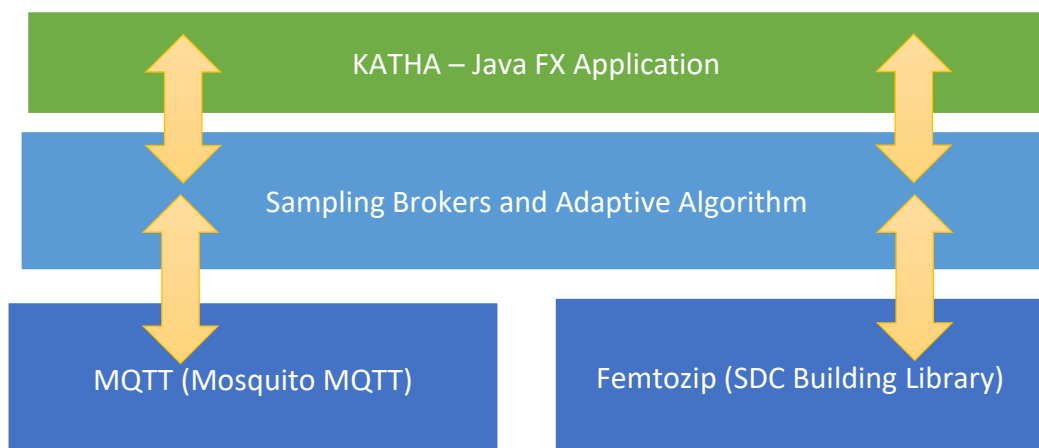 KATHA – Java FX Application
Sampling Brokers and Adaptive Algorithm
MQTT (Mosquito MQTT)
Femtozip (SDC Building Library)